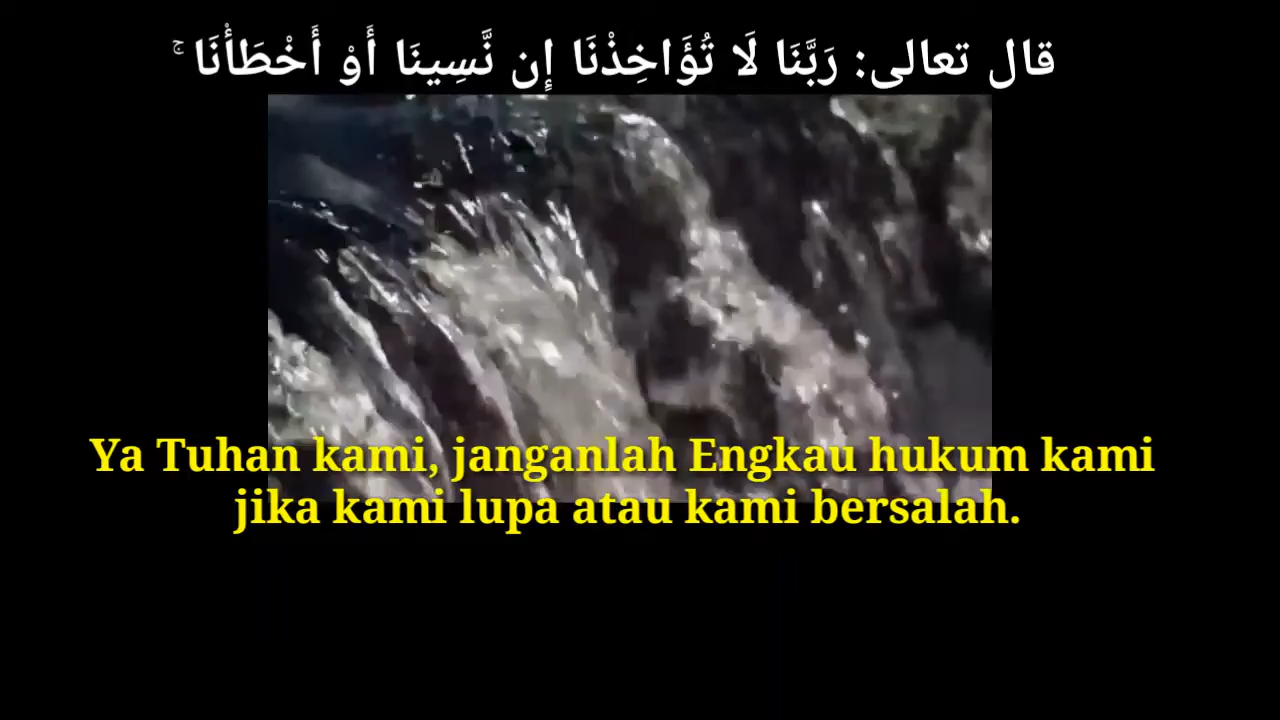 قال تعالى: رَبَّنَا لَا تُؤَاخِذْنَا إِن نَّسِينَا أَوْ أَخْطَأْنَا ۚ
Ya Tuhan kami, janganlah Engkau hukum kami
jika kami lupa atau kami bersalah.